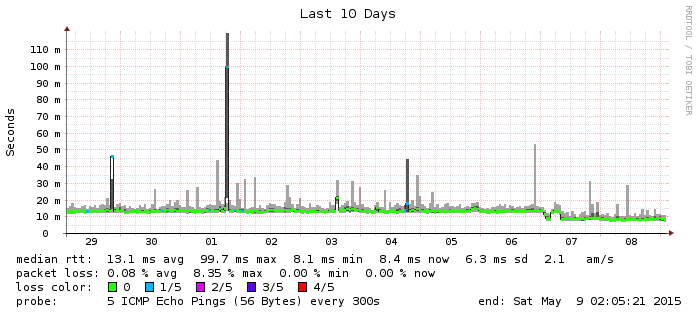 Last 10 Days
RRDTOOL / TOBI OETIKER
Seconds
110 m
100 m
90 m
80 m
70 m
60 m
50 m
40 m
30 m
20 m
10 m
0
29 30 01 02 03 04 05 06 07 08
median rtt: 13.1 ms avg 99.7 ms max 8.1 ms min 8.4 ms now 6.3 ms sd 2.1 am/s
packet loss: 0.08 % avg 8.35 % max 0.00 % min 0.00 % now
loss color: 0 1/5 2/5 3/5 4/5
probe: 5 ICMP Echo Pings (56 Bytes) every 300s end: Sat May 9 02:05:21 2015